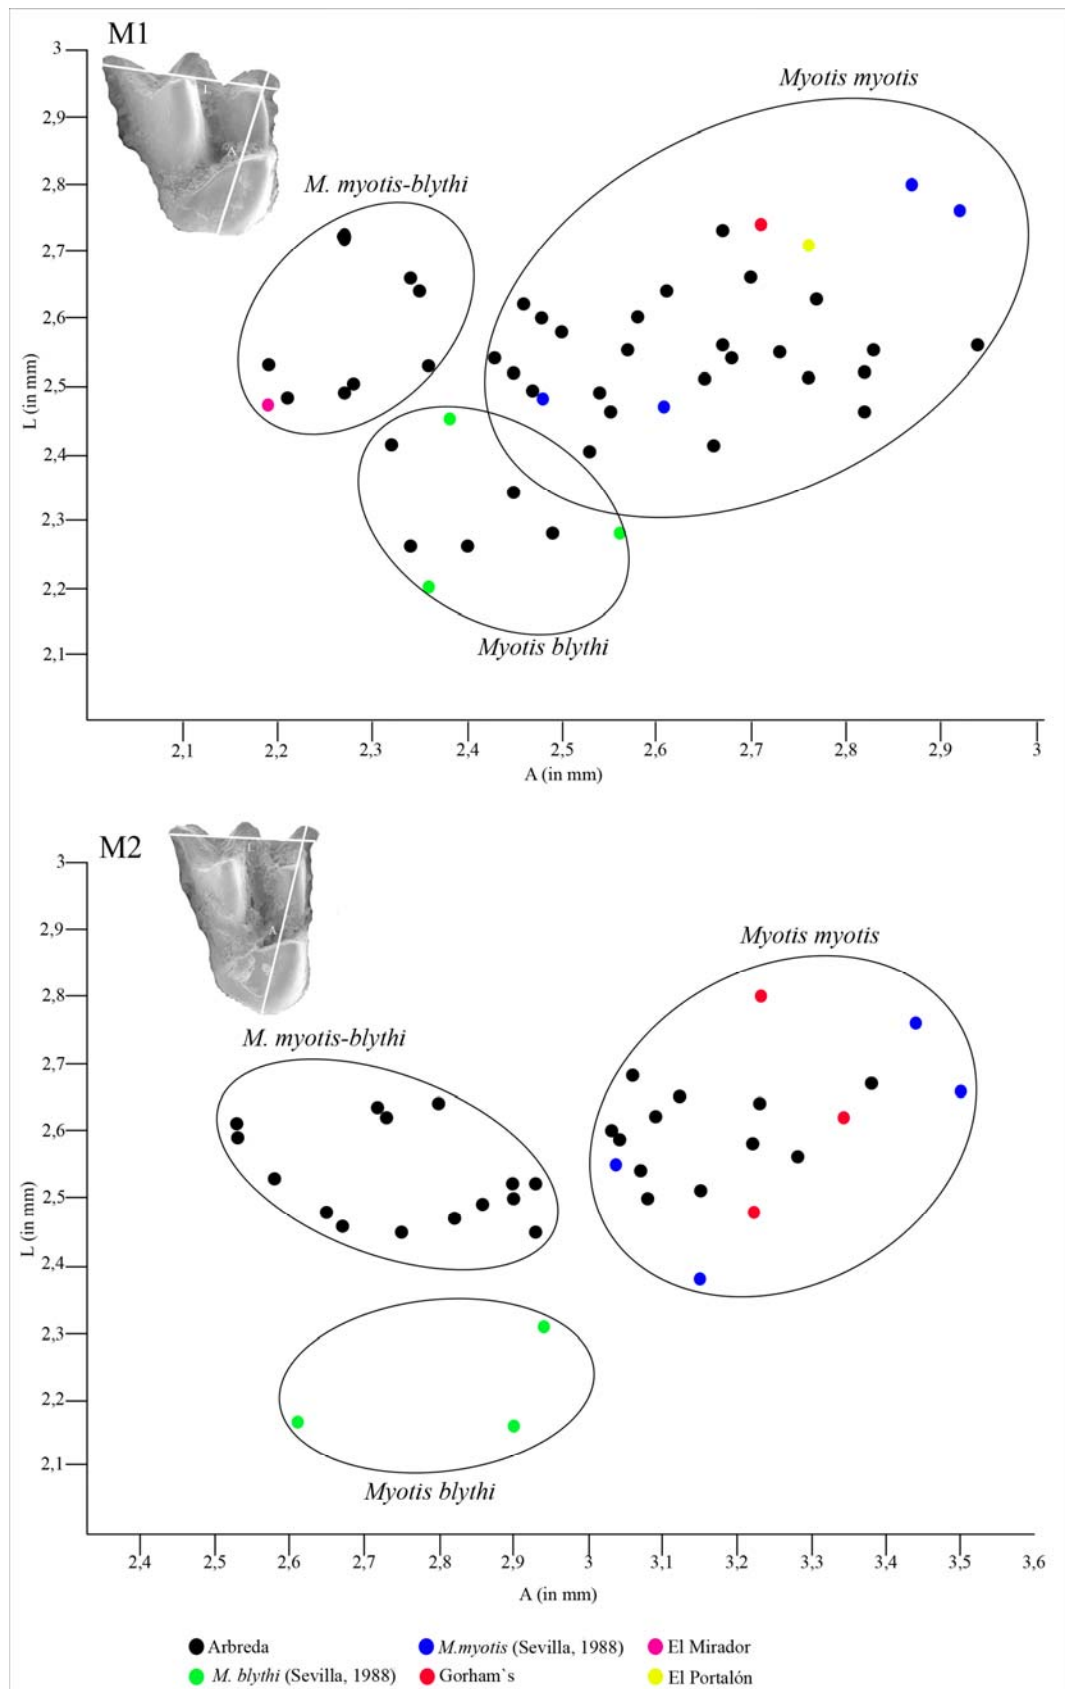 M1
3
2,9
2,8
2,7
2,6
2,5
2,4
2,3
2,2
2,1
L (in mm)
L
A
Myotis myotis
M. myotis-blythi
Myotis blythi
2,1 2,2 2,3 2,4 2,5 2,6 2,7 2,8 2,9 3
A (in mm)
M2
3
2,9
2,8
2,7
2,6
2,5
2,4
2,3
2,2
2,1
L (in mm)
L
A
Myotis myotis
M. myotis-blythi
Myotis blythi
2,4 2,5 2,6 2,7 2,8 2,9 3 3,1 3,2 3,3 3,4 3,5 3,6
A (in mm)
Arbreda M.myotis (Sevilla, 1988) El Mirador
M. blythi (Sevilla, 1988) Gorham`s El Portalón